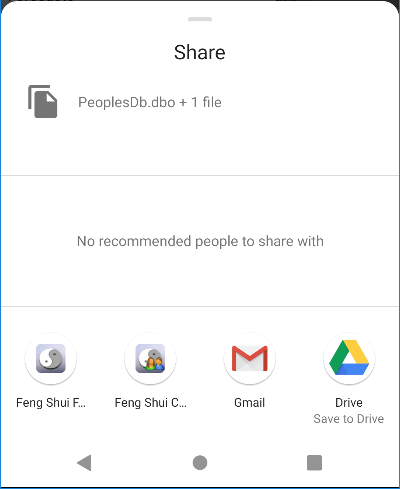 Share
PeoplesDb.dbo + 1 file
No recommended people to share with
Feng Shui F...
Feng Shui C...
Gmail
Drive
Save to Drive